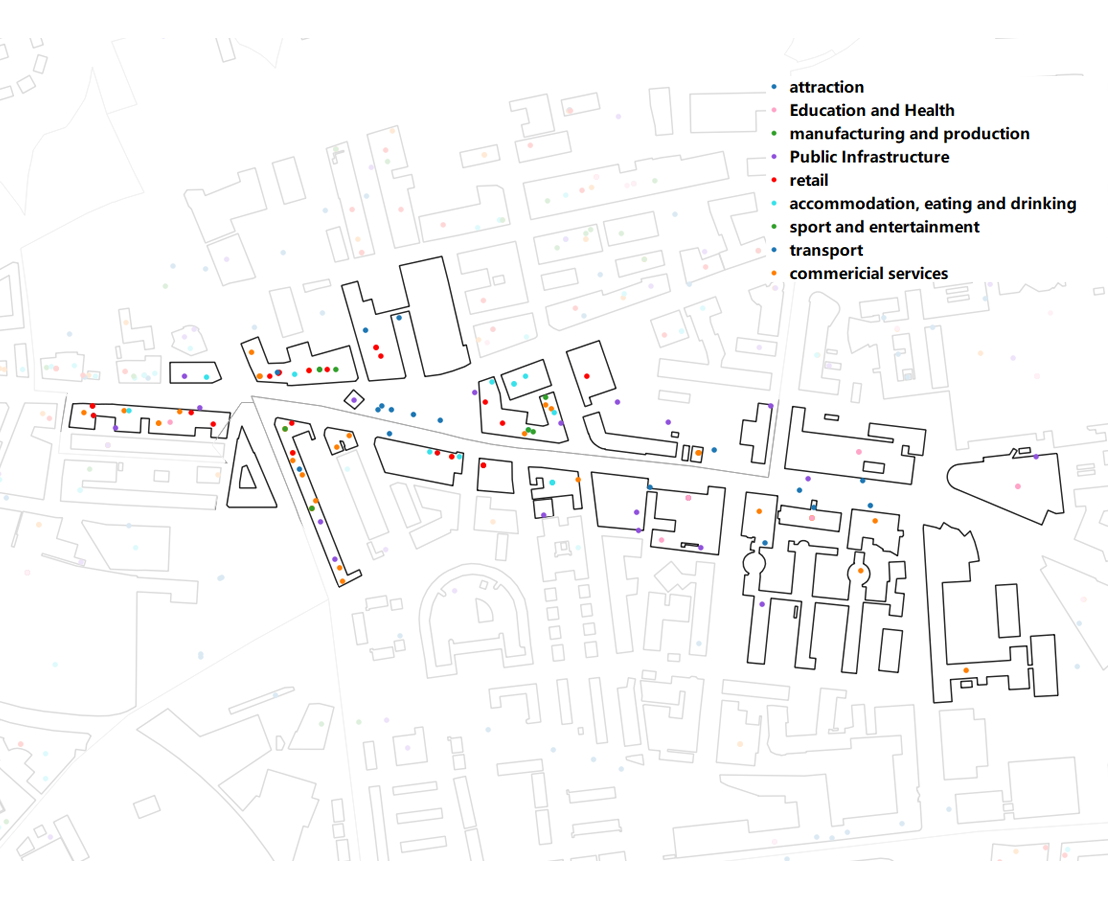 attraction
Education and Health
manufacturing and production
Public Infrastructure
retail
accommodation, eating and drinking
sport and entertainment
transport
commericial services